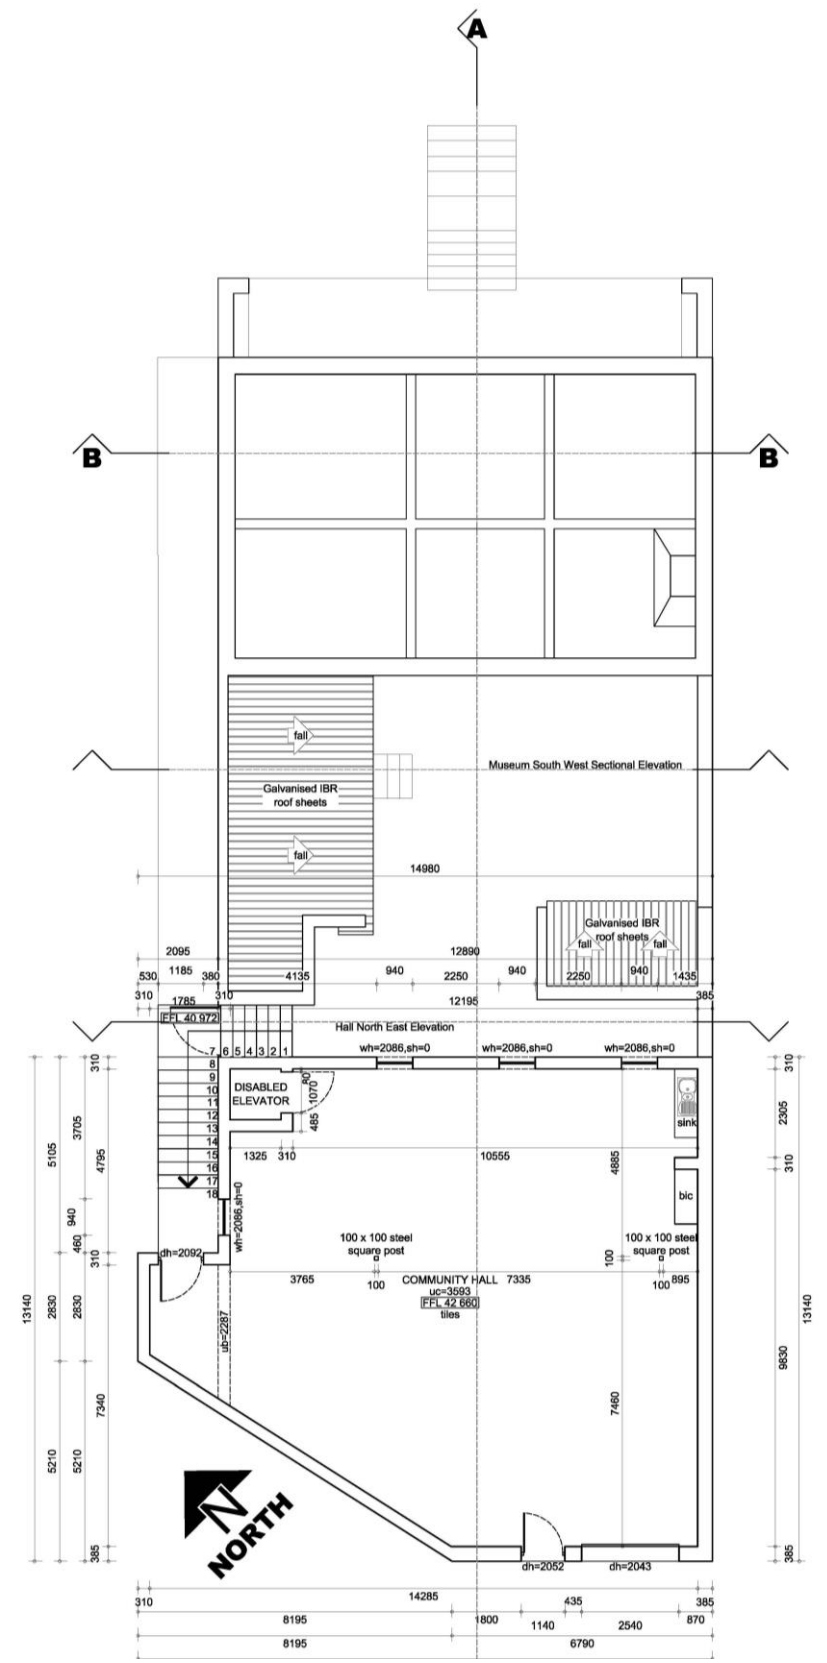 A
B
B
fall
Museum South West Sectional Elevation
Galvanised IBR
roof sheets
fall
14980
Galvanised IBR
roof sheets
fall
fall
2095
12890
530
1185
380
4135
940
2250
940
2250
940
1435
310
1785
310
12195
385
FFL 40 972
Hall North East Elevation
wh=2086,sh=0
wh=2086,sh=0
wh=2086,sh=0
7 6 5 4 3 2 1
8
9
10
11
12
13
14
15
16
17
18
DISABLED
ELEVATOR
80
1070
485
1325
310
10555
4885
sink
bic
310
2305
310
13140
9830
385
310
3705
5105
4795
940
460
310
13140
2830
2830
7340
5210
5210
385
wh=2086,sh=0
dh=2092
100 x 100 steel
square post
100 x 100 steel
square post
100
3765
100
COMMUNITY HALL
7335
100
895
uc=3593
FFL 42 660
tiles
ub=2287
7460
N
NORTH
dh=2052
dh=2043
310
14285
385
8195
1800
1140
435
2540
870
8195
6790